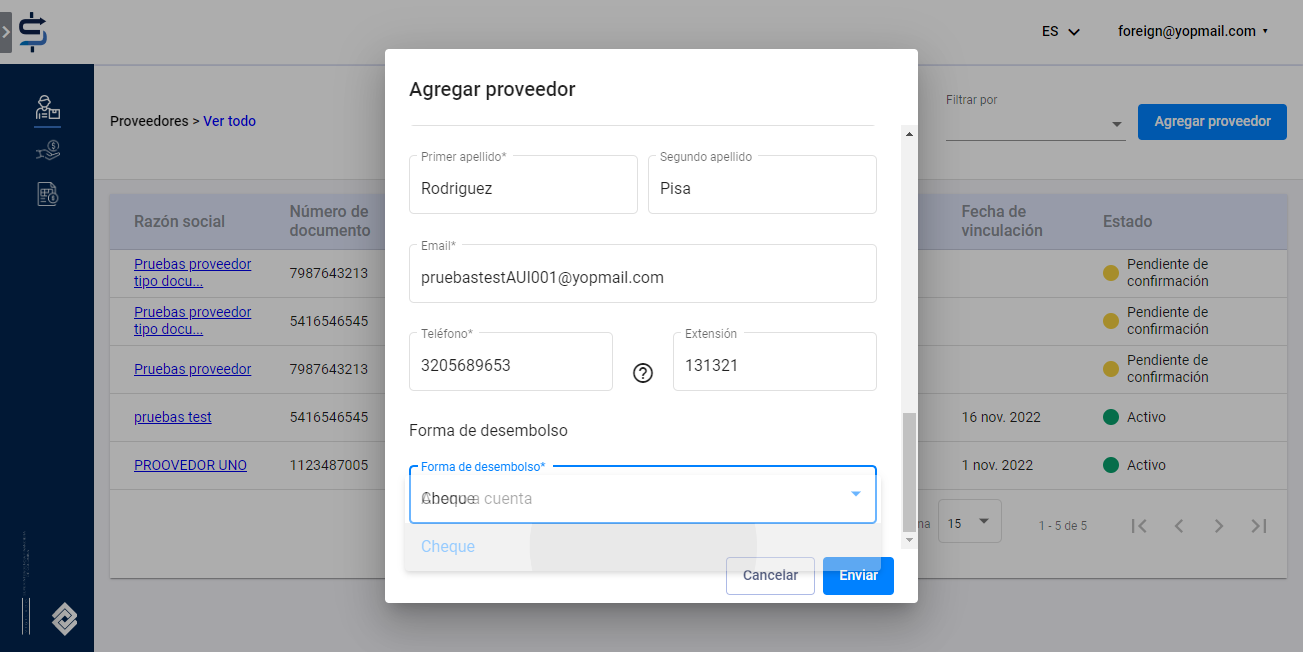 ES
foreign@yopmail.com
Proveedores > Ver todo
Filtrar por
Agregar proveedor
Razón social
Número de
documento
Fecha de
vinculación
Estado
Pruebas proveedor
tipo docu...
7987643213
Pendiente de
confirmación
Pruebas proveedor
tipo docu...
5416546545
Pendiente de
confirmación
Pruebas proveedor
7987643213
Pendiente de
confirmación
pruebas test
5416546545
16 nov. 2022
Activo
PROOVEDOR UNO
1123487005
1 nov. 2022
Activo
15
1 - 5 de 5
Agregar proveedor
Primer apellido*
Rodriguez
Segundo apellido
Pisa
Email*
pruebastestAUI001@yopmail.com
Teléfono*
3205689653
Extensión
131321
Forma de desembolso
Forma de desembolso*
Cheque
cuenta
Cheque
Cancelar
Enviar